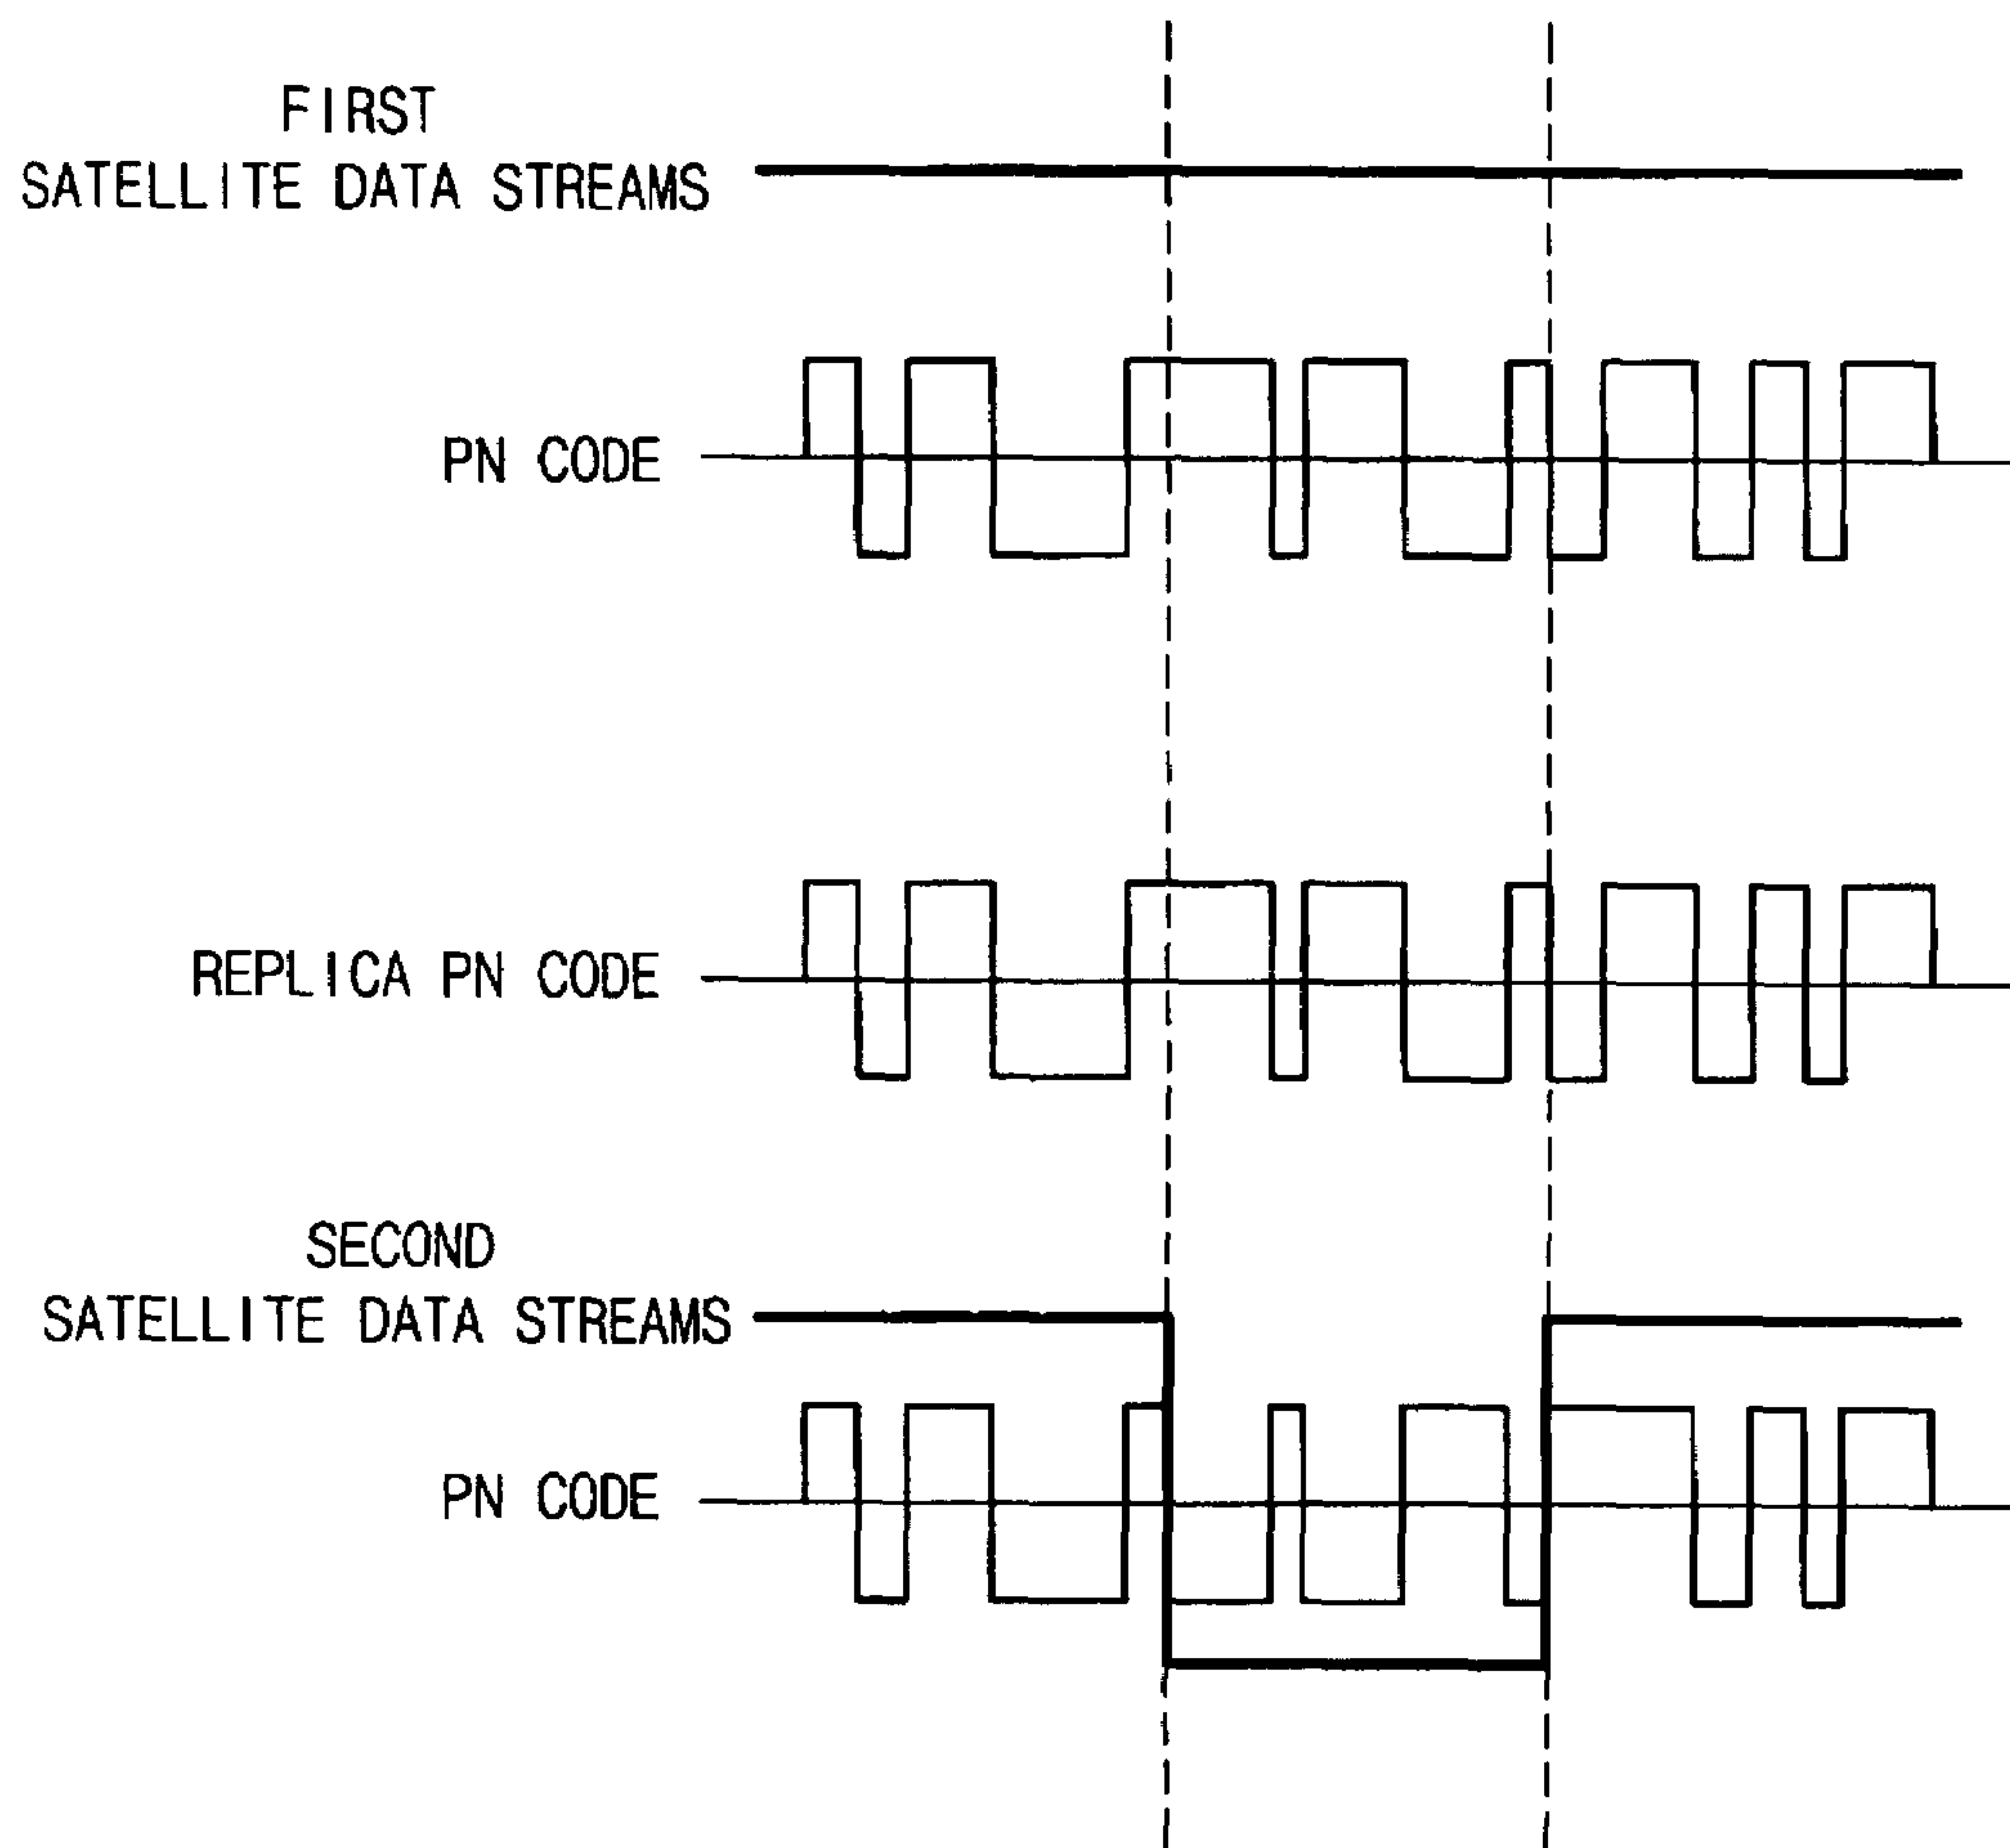 FIRST
SATELLITE DATA STREAMS
PN CODE
REPLICA PN CODE
SECOND
SATELLITE DATA STREAMS
PN CODE